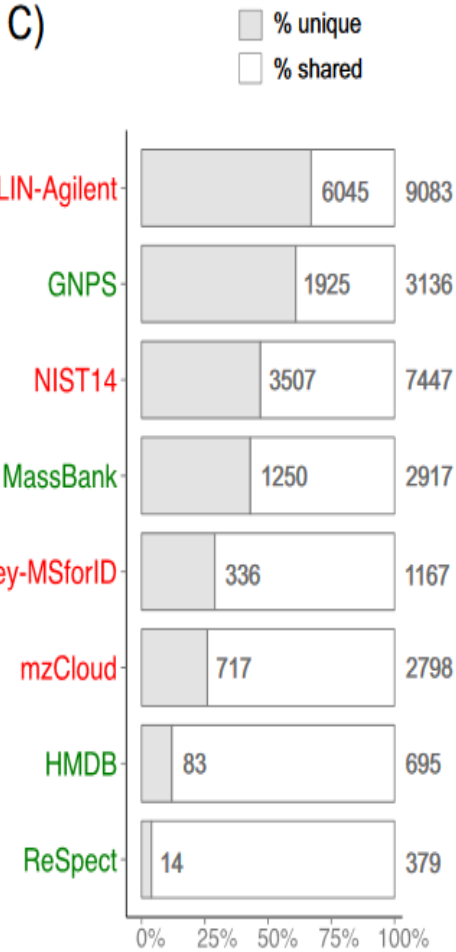 C)
% unique
% shared
LIN-Agilent 6045 9083
GNPS 1925 3136
NIST14 3507 7447
MassBank 1250 2917
ey-MSforID 336 1167
mzCloud 717 2798
HMDB 83 695
ReSpect 14 379
0% 25% 50% 75% 100%